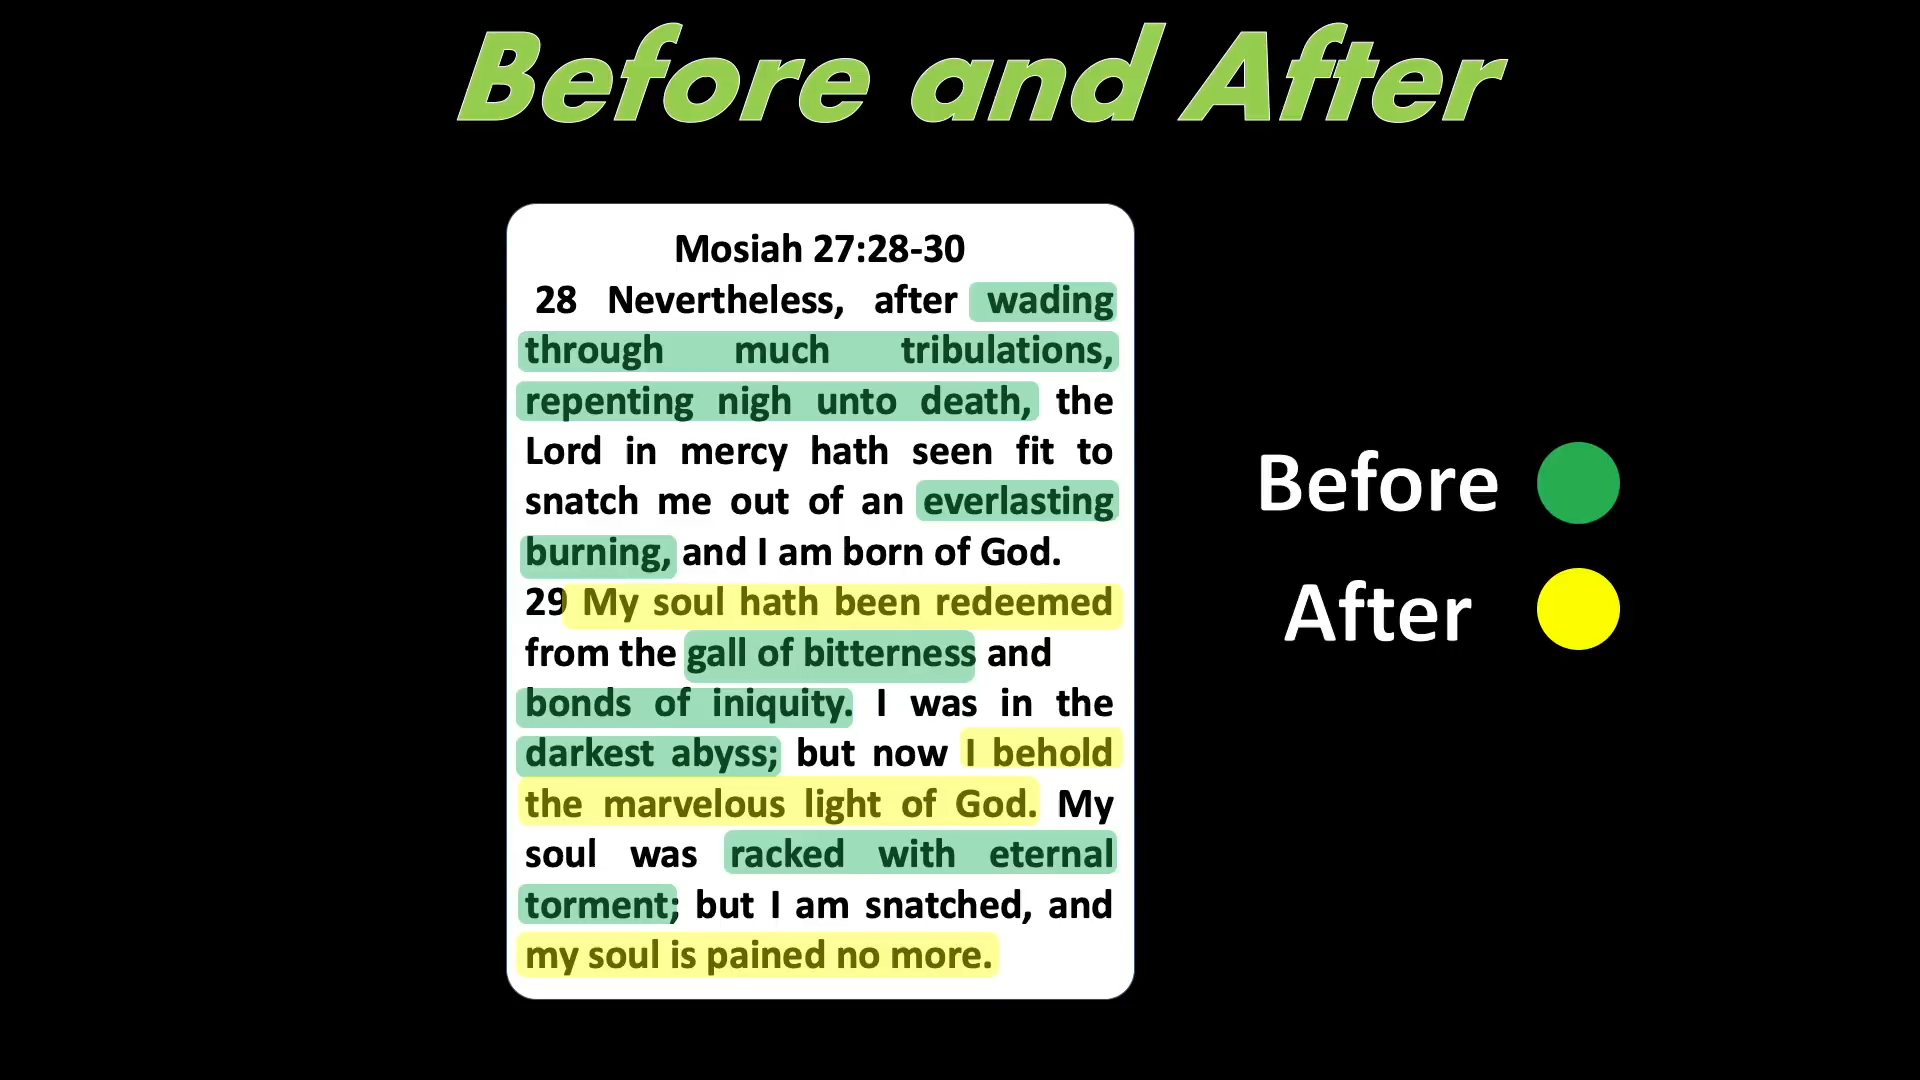 Before and After
Mosiah 27:28-30
28 Nevertheless, after wading
through much tribulations,
repenting nigh unto death, the
Lord in mercy hath seen fit to
snatch me out of an everlasting
burning, and I am born of God.
29 My soul hath been redeemed
from the gall of bitterness and
bonds of iniquity. I was in the
darkest abyss; but now I behold
the marvelous light of God. My
soul was racked with eternal
torment; but I am snatched, and
my soul is pained no more.
Before
After